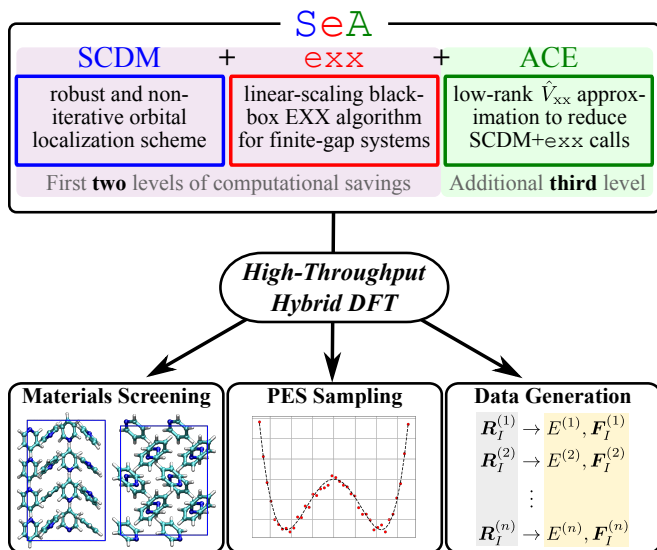 SeA
SCDM + exx + ACE
robust and non-
iterative orbital
localization scheme
linear-scaling black-
box EXX algorithm
for finite-gap systems
low-rank V̂xx approx-
imation to reduce
SCDM+exx calls
First two levels of computational savings
Additional third level
High-Throughput
Hybrid DFT
Materials Screening
PES Sampling
Data Generation
R_I^(1) → E^(1), F_I^(1)
R_I^(2) → E^(2), F_I^(2)
⋮
R_I^(n) → E^(n), F_I^(n)